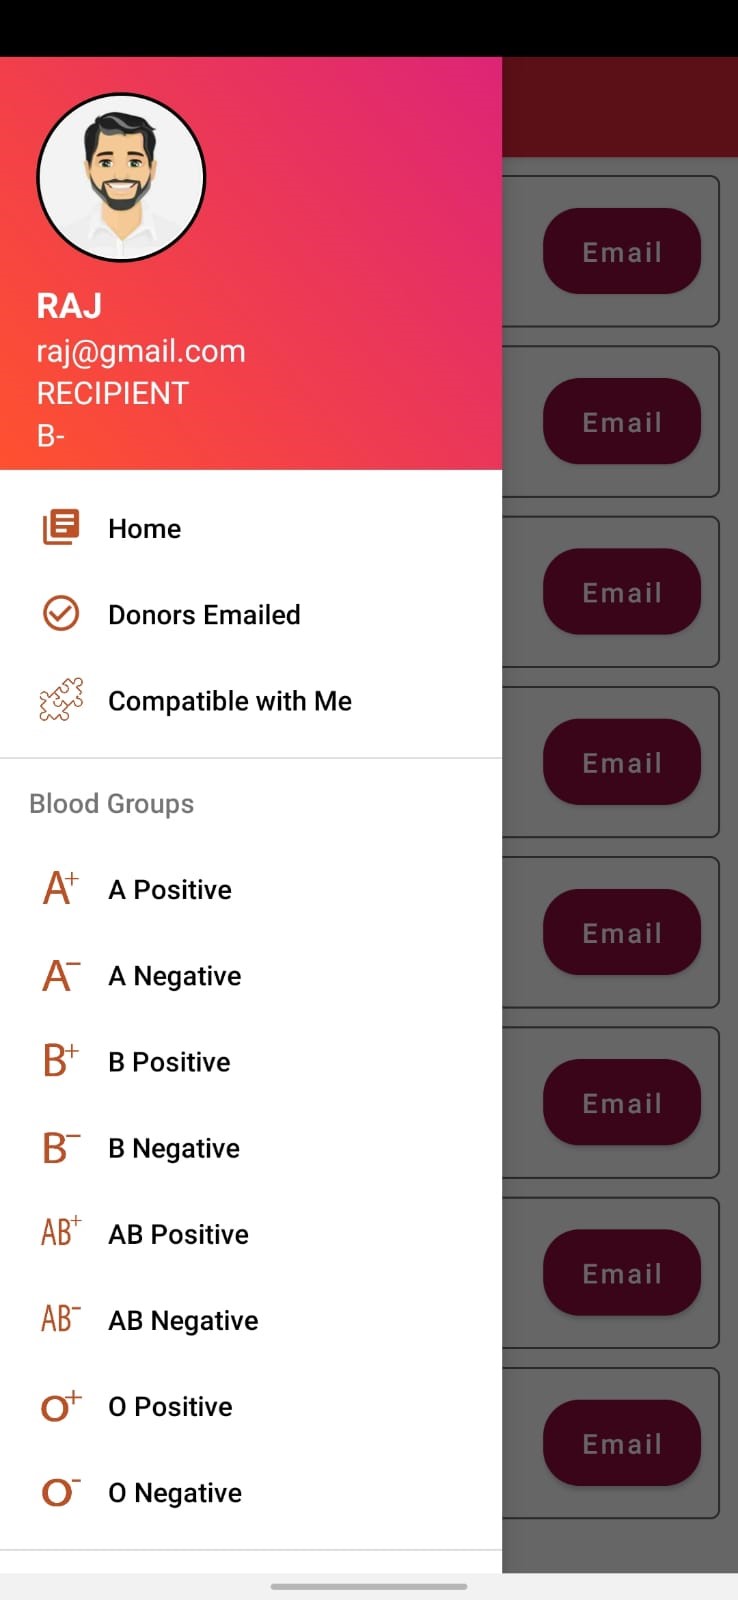 RAJ
raj@gmail.com
RECIPIENT
B-
Home
Donors Emailed
Compatible with Me
Blood Groups
A+ A Positive
A- A Negative
B+ B Positive
B- B Negative
AB+ AB Positive
AB- AB Negative
O+ O Positive
O- O Negative
Email
Email
Email
Email
Email
Email
Email
Email